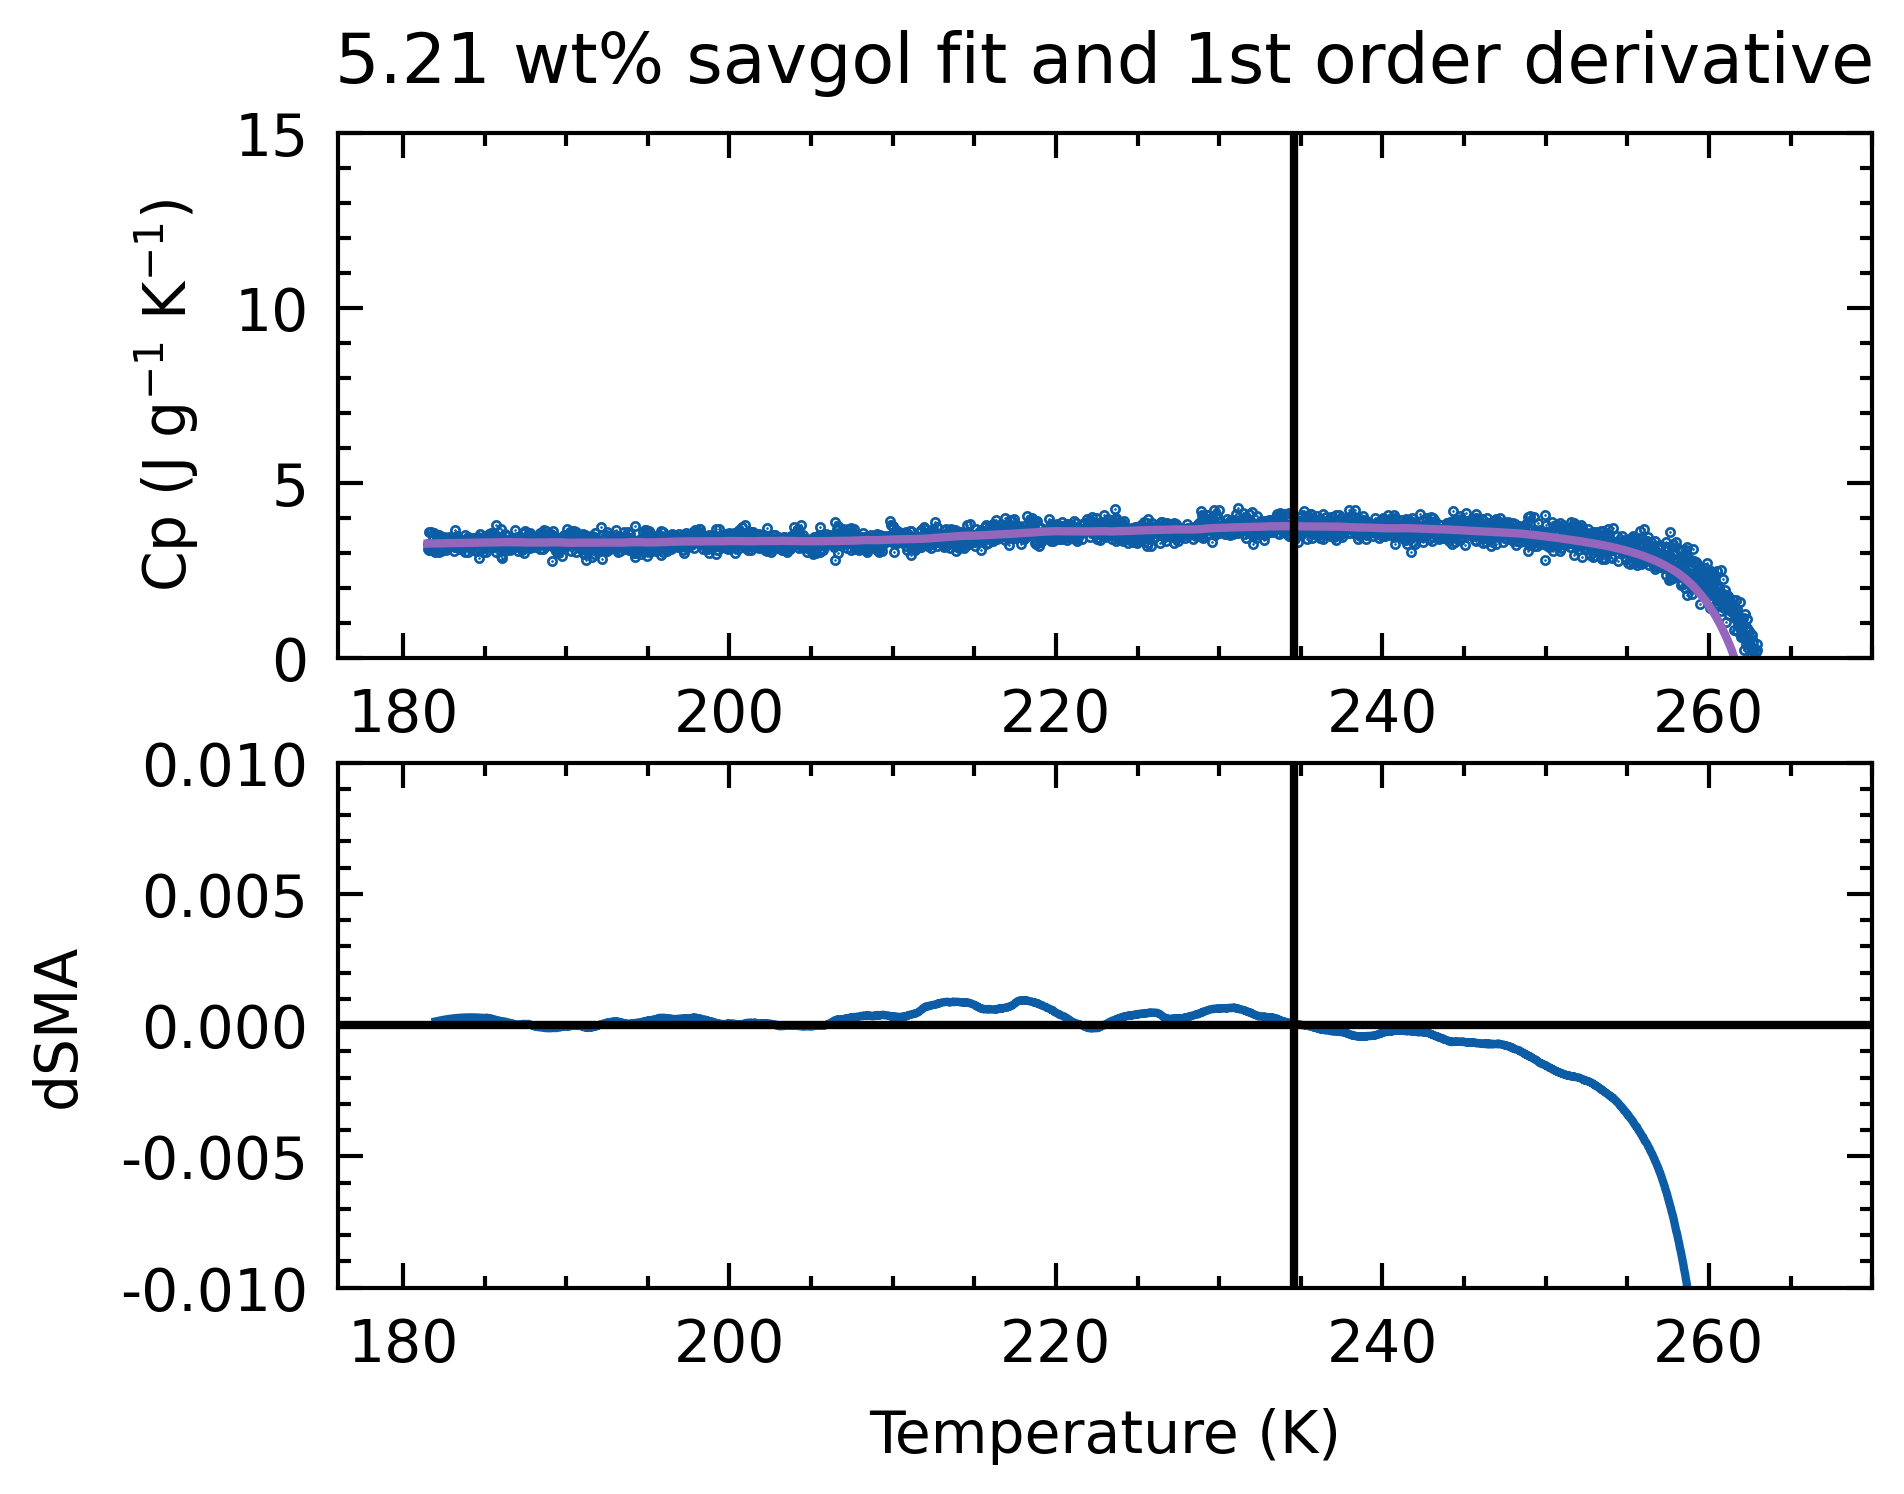 5.21 wt% savgol fit and 1st order derivative
15
10
5
0
Cp (J g⁻¹ K⁻¹)
180 200 220 240 260
0.010
0.005
0.000
-0.005
-0.010
dSMA
180 200 220 240 260
Temperature (K)